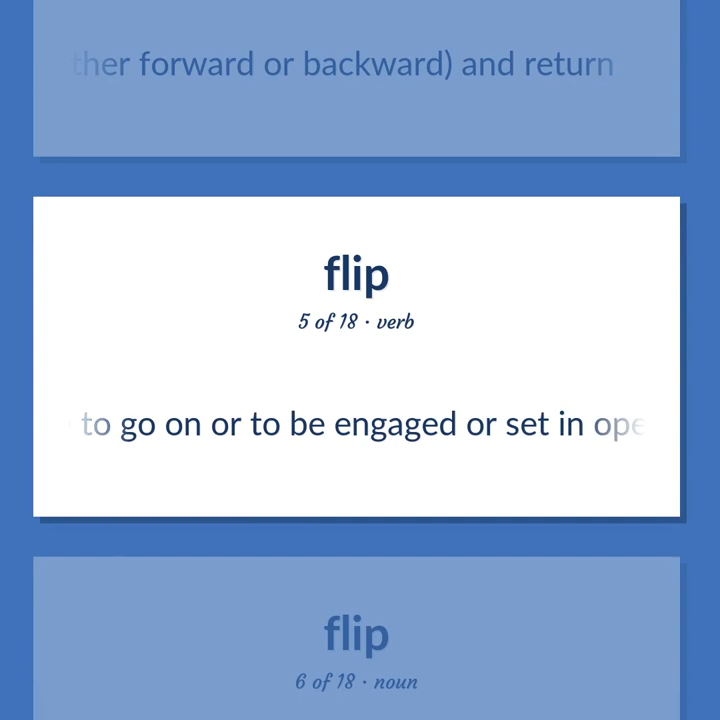 forward or backward) and return
flip
5 of 18 · verb
to go on or to be engaged or set in
flip
6 of 18 · noun